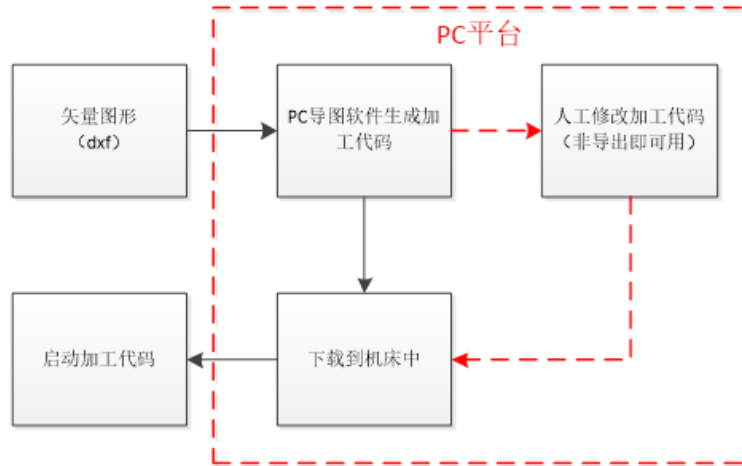 PC平台
矢量图形
（dxf）
PC导图软件生成加
工代码
人工修改加工代码
（非导出即可用）
启动加工代码
下载到机床中